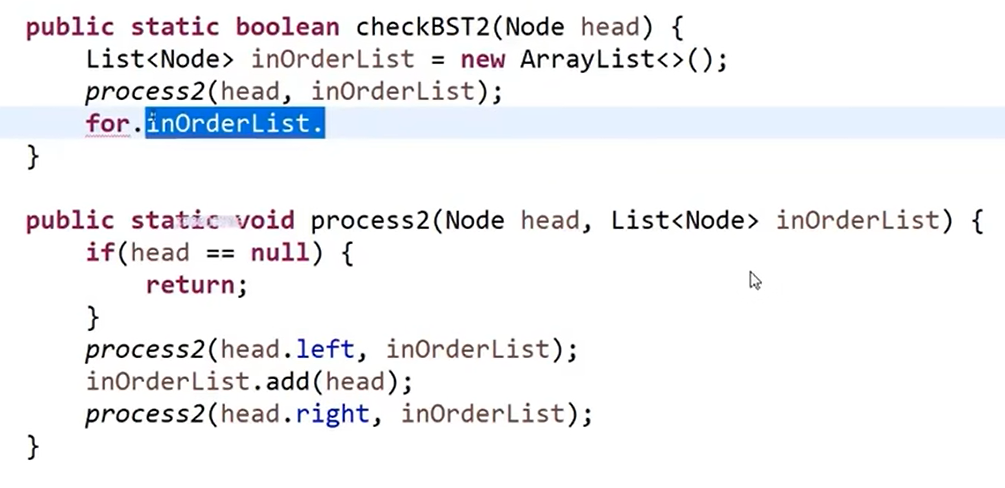 public static boolean checkBST2(Node head) {
List<Node> inOrderList = new ArrayList<>();
process2(head, inOrderList);
for.inOrderList.
}
public static void process2(Node head, List<Node> inOrderList) {
if(head == null) {
return;
}
process2(head.left, inOrderList);
inOrderList.add(head);
process2(head.right, inOrderList);
}